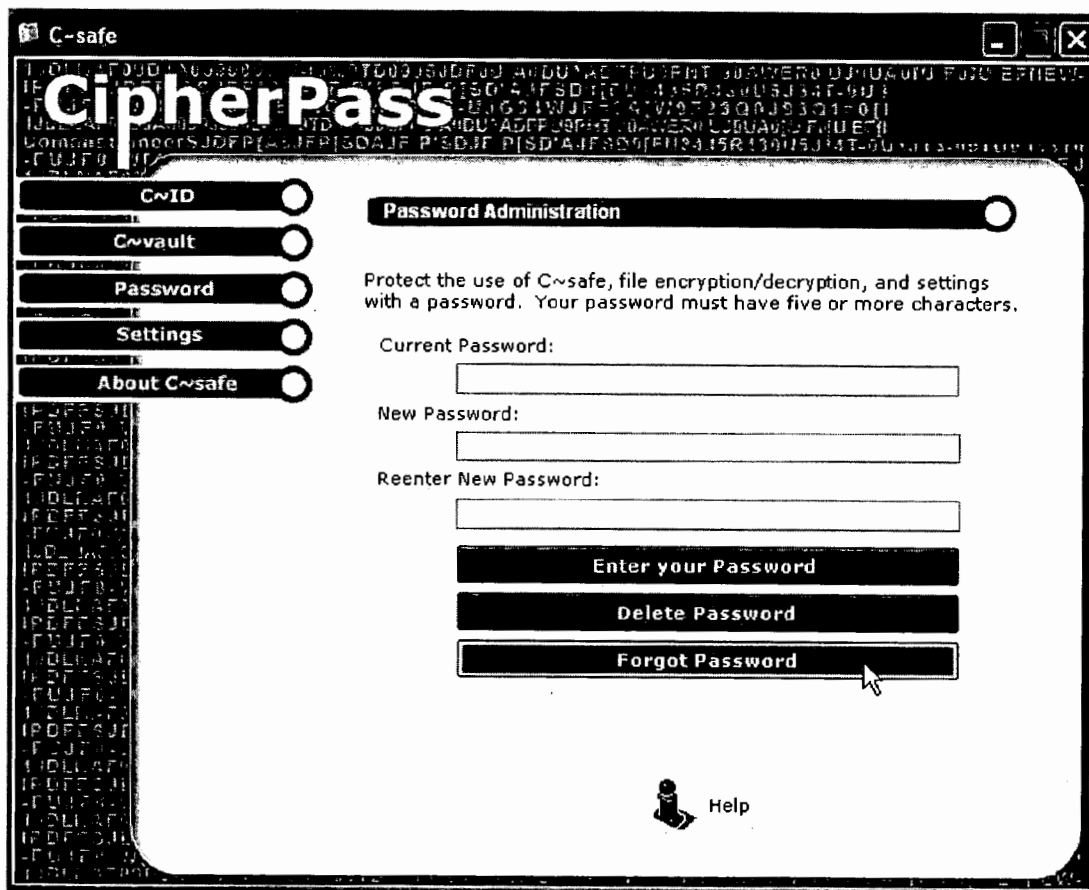 C~safe
CipherPass
C~ID
C~vault
Password
Settings
About C~safe
Password Administration
Protect the use of C~safe, file encryption/decryption, and settings
with a password. Your password must have five or more characters.
Current Password:
New Password:
Reenter New Password:
Enter your Password
Delete Password
Forgot Password
Help